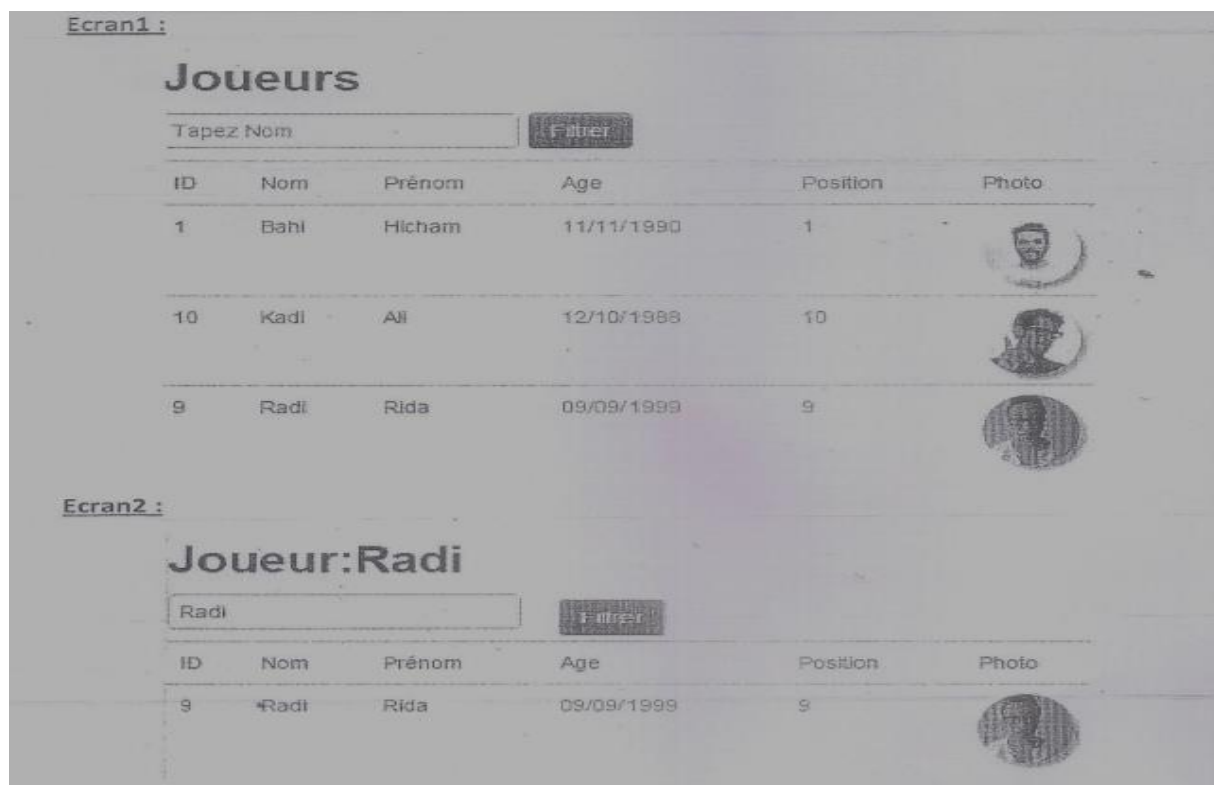 Ecran1 :
Joueurs
Tapez Nom Filtrer
ID Nom Prénom Age Position Photo
1 Bahi Hicham 11/11/1990 1
10 Kadi Ali 12/10/1988 10
9 Radi Rida 09/09/1999 9
Ecran2 :
Joueur:Radi
Radi Filtrer
ID Nom Prénom Age Position Photo
9 Radi Rida 09/09/1999 9